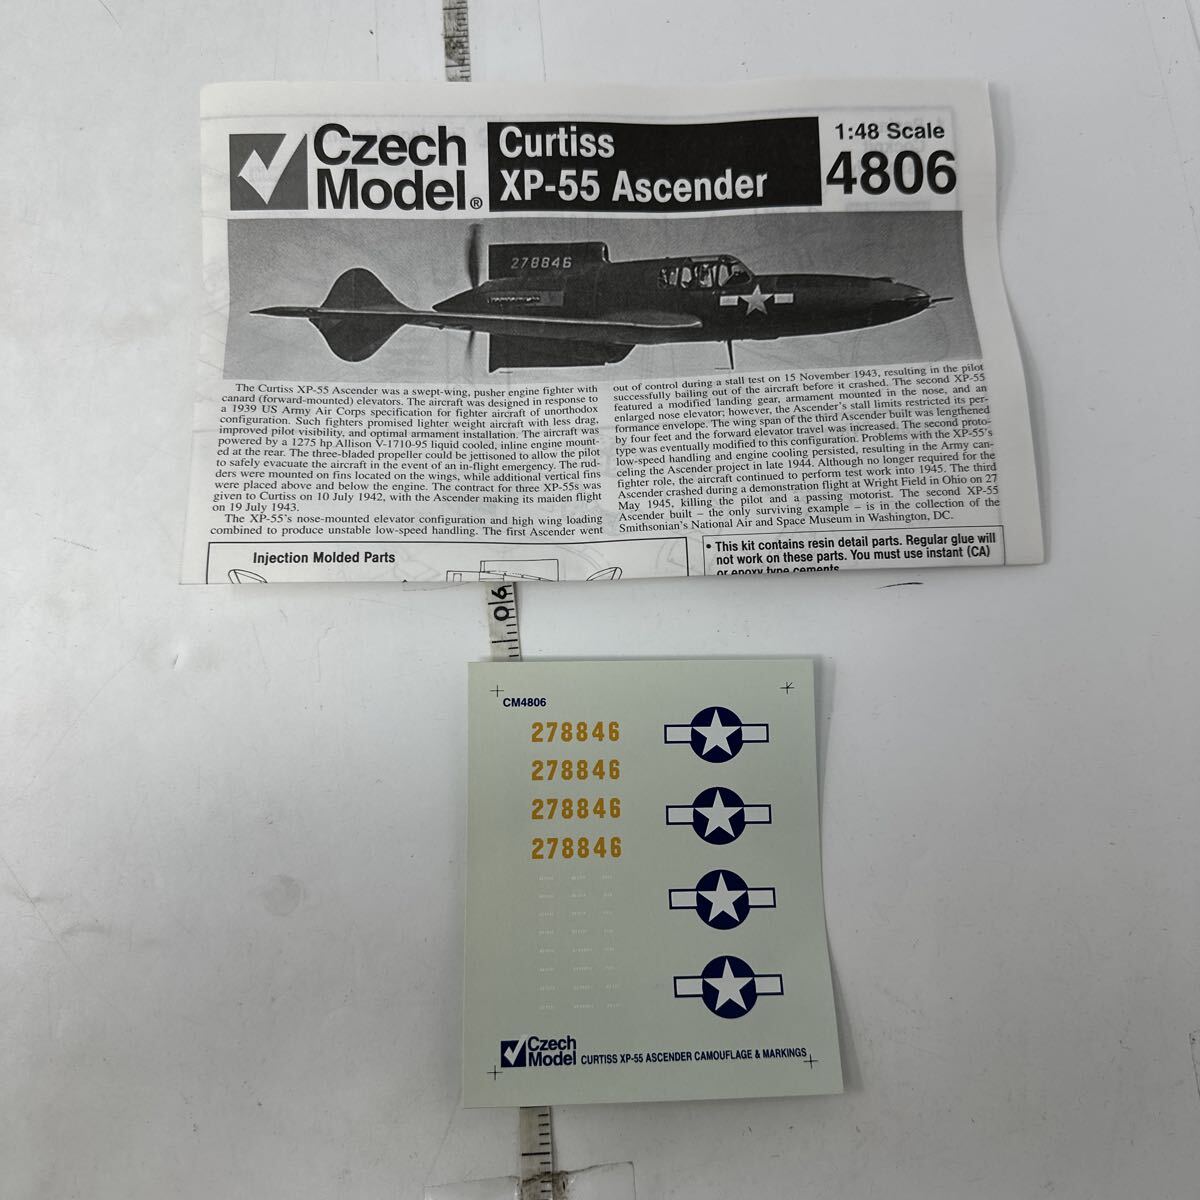 Czech
Model®
Curtiss
XP-55 Ascender
1:48 Scale
4806
278846
The Curtiss XP-55 Ascender was a swept-wing, pusher engine fighter with
canard (forward-mounted) elevators. The aircraft was designed in response to
a 1939 US Army Air Corps specification for fighter aircraft of unorthodox
configuration. Such fighters promised lighter weight aircraft with less drag,
improved pilot visibility, and optimal armament installation. The aircraft was
powered by a 1275 hp Allison V-1710-95 liquid cooled, inline engine mount-
ed at the rear. The three-bladed propeller could be jettisoned to allow the pilot
to safely evacuate the aircraft in the event of an in-flight emergency. The rud-
ders were mounted on fins located on the wings, while additional vertical fins
were placed above and below the engine. The contract for three XP-55s was
given to Curtiss on 10 July 1942, with the Ascender making its maiden flight
on 19 July 1943.
The XP-55's nose-mounted elevator configuration and high wing loading
combined to produce unstable low-speed handling. The first Ascender went
out of control during a stall test on 15 November 1943, resulting in the pilot
successfully bailing out of the aircraft before it crashed. The second XP-55
featured a modified landing gear, armament mounted in the nose, and an
enlarged nose elevator; however, the Ascender's stall limits restricted its per-
formance envelope. The wing span of the third Ascender built was lengthened
by four feet and the forward elevator travel was increased. The second proto-
type was eventually modified to this configuration. Problems with the XP-55's
low-speed handling and engine cooling persisted, resulting in the Army can-
celing the Ascender project in late 1944. Although no longer required for the
fighter role, the aircraft continued to perform test work into 1945. The third
Ascender crashed during a demonstration flight at Wright Field in Ohio on 27
May 1945, killing the pilot and a passing motorist. The second XP-55
Ascender built – the only surviving example – is in the collection of the
Smithsonian's National Air and Space Museum in Washington, DC.
Injection Molded Parts
• This kit contains resin detail parts. Regular glue will
not work on these parts. You must use instant (CA)
or epoxy type cements
90
CM4806
278846
278846
278846
278846
Czech
Model
CURTISS XP-55 ASCENDER CAMOUFLAGE & MARKINGS